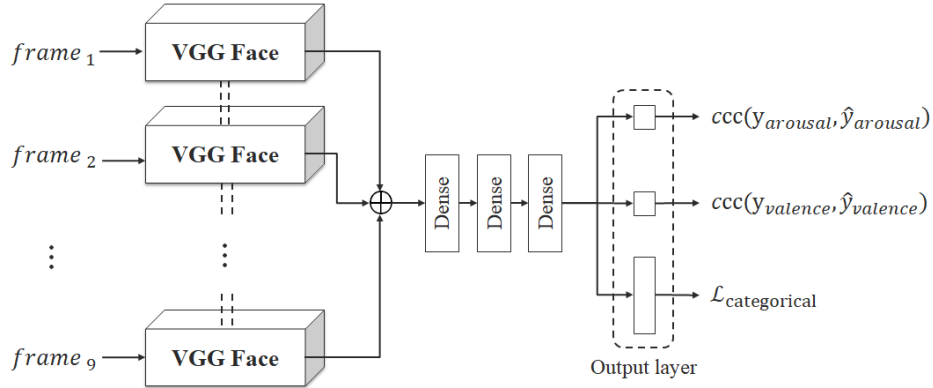 frame 1
VGG Face
frame 2
VGG Face
frame 9
VGG Face
Dense
Dense
Dense
ccc(y_arousal, ŷ_arousal)
ccc(y_valence, ŷ_valence)
ℒ_categorical
Output layer